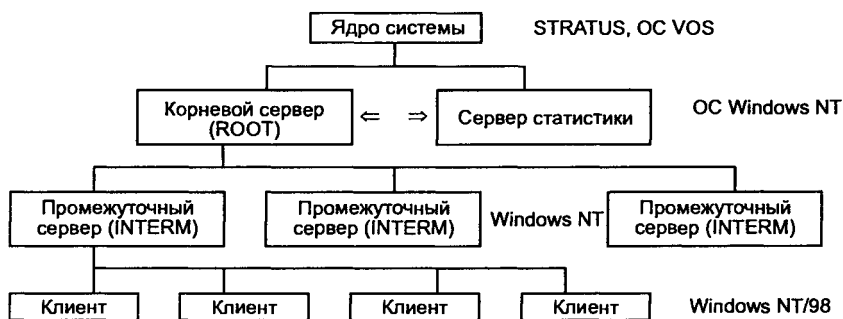 Ядро системы
STRATUS, ОС VOS
Корневой сервер
(ROOT)
⇐ ⇒
Сервер статистики
ОС Windows NT
Промежуточный
сервер (INTERM)
Промежуточный
сервер (INTERM)
Windows NT
Промежуточный
сервер (INTERM)
Клиент
Клиент
Клиент
Клиент
Windows NT/98